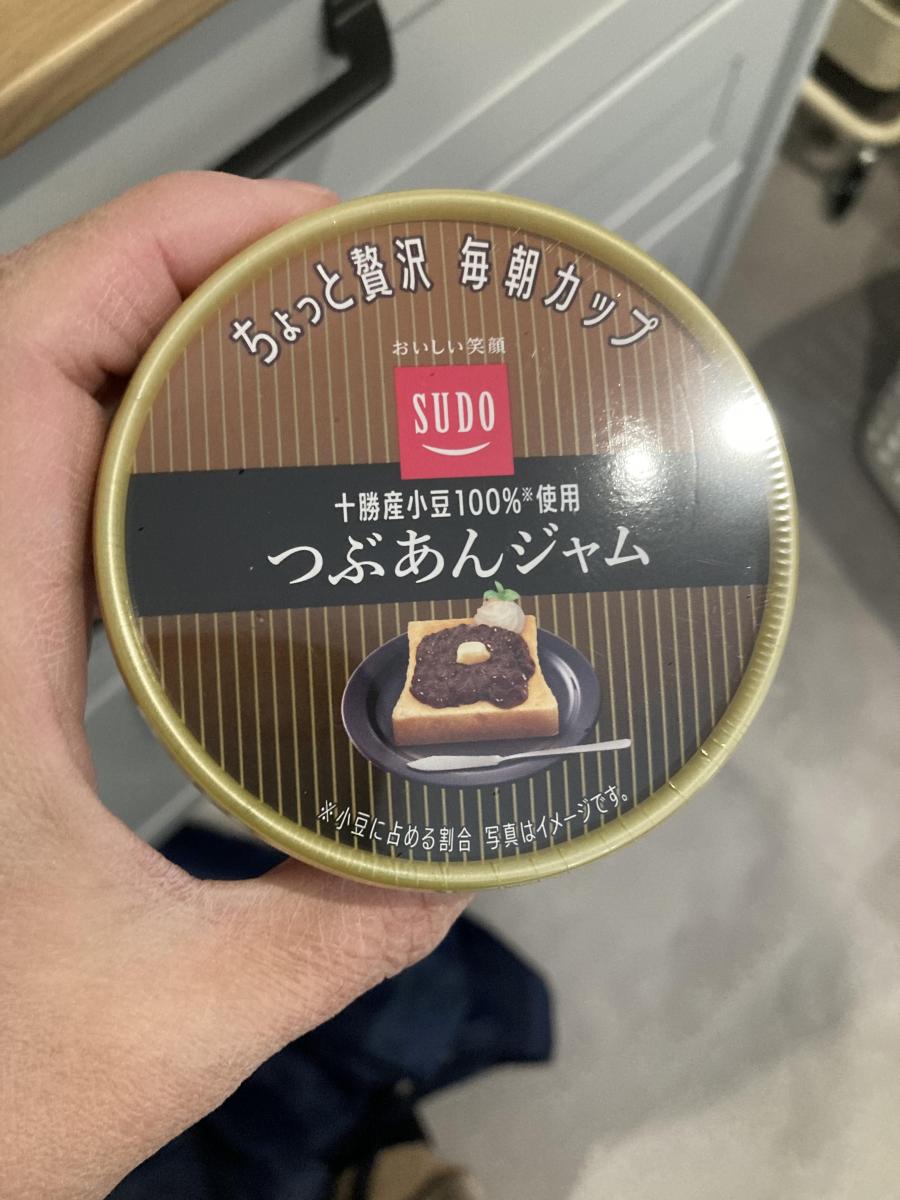 ちょっと贅沢 毎朝カップ
おいしい笑顔
SUDO
十勝産小豆100%※使用
つぶあんジャム
※小豆に占める割合 写真はイメージです。